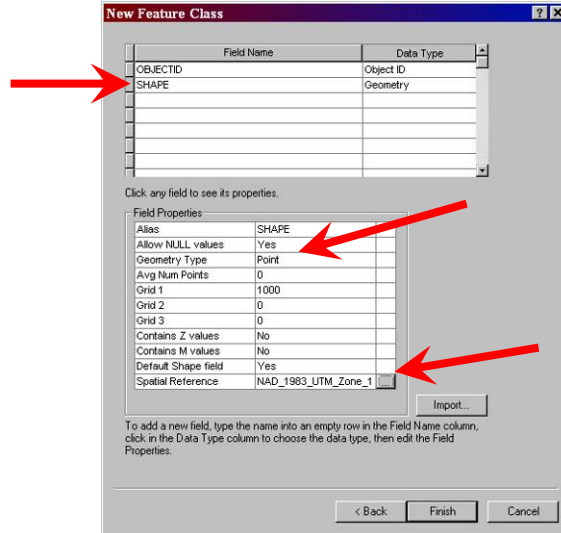 New Feature Class
Field Name Data Type
OBJECTID Object ID
SHAPE Geometry
Click any field to see its properties.
Field Properties
Alias SHAPE
Allow NULL values Yes
Geometry Type Point
Avg Num Points 0
Grid 1 1000
Grid 2 0
Grid 3 0
Contains Z values No
Contains M values No
Default Shape field Yes
Spatial Reference NAD_1983_UTM_Zone_1 ...
Import...
To add a new field, type the name into an empty row in the Field Name column,
click in the Data Type column to choose the data type, then edit the Field
Properties.
< Back Finish Cancel